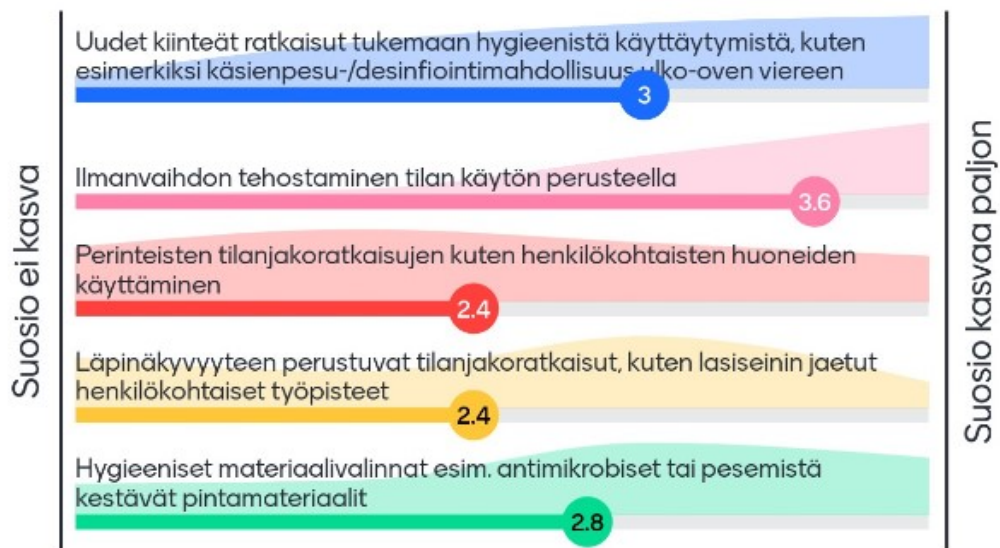 Uudet kiinteät ratkaisut tukemaan hygieenistä käyttäytymistä, kuten
esimerkiksi käsienpesu-/desinfiointimahdollisuus ulko-oven viereen
3
Ilmanvaihdon tehostaminen tilan käytön perusteella
3.6
Perinteisten tilanjakoratkaisujen kuten henkilökohtaisten huoneiden
käyttäminen
2.4
Läpinäkyvyyteen perustuvat tilanjakoratkaisut, kuten lasiseinin jaetut
henkilökohtaiset työpisteet
2.4
Hygieeniset materiaalivalinnat esim. antimikrobiset tai pesemistä
kestävät pintamateriaalit
2.8
Suosio ei kasva
Suosio kasvaa paljon